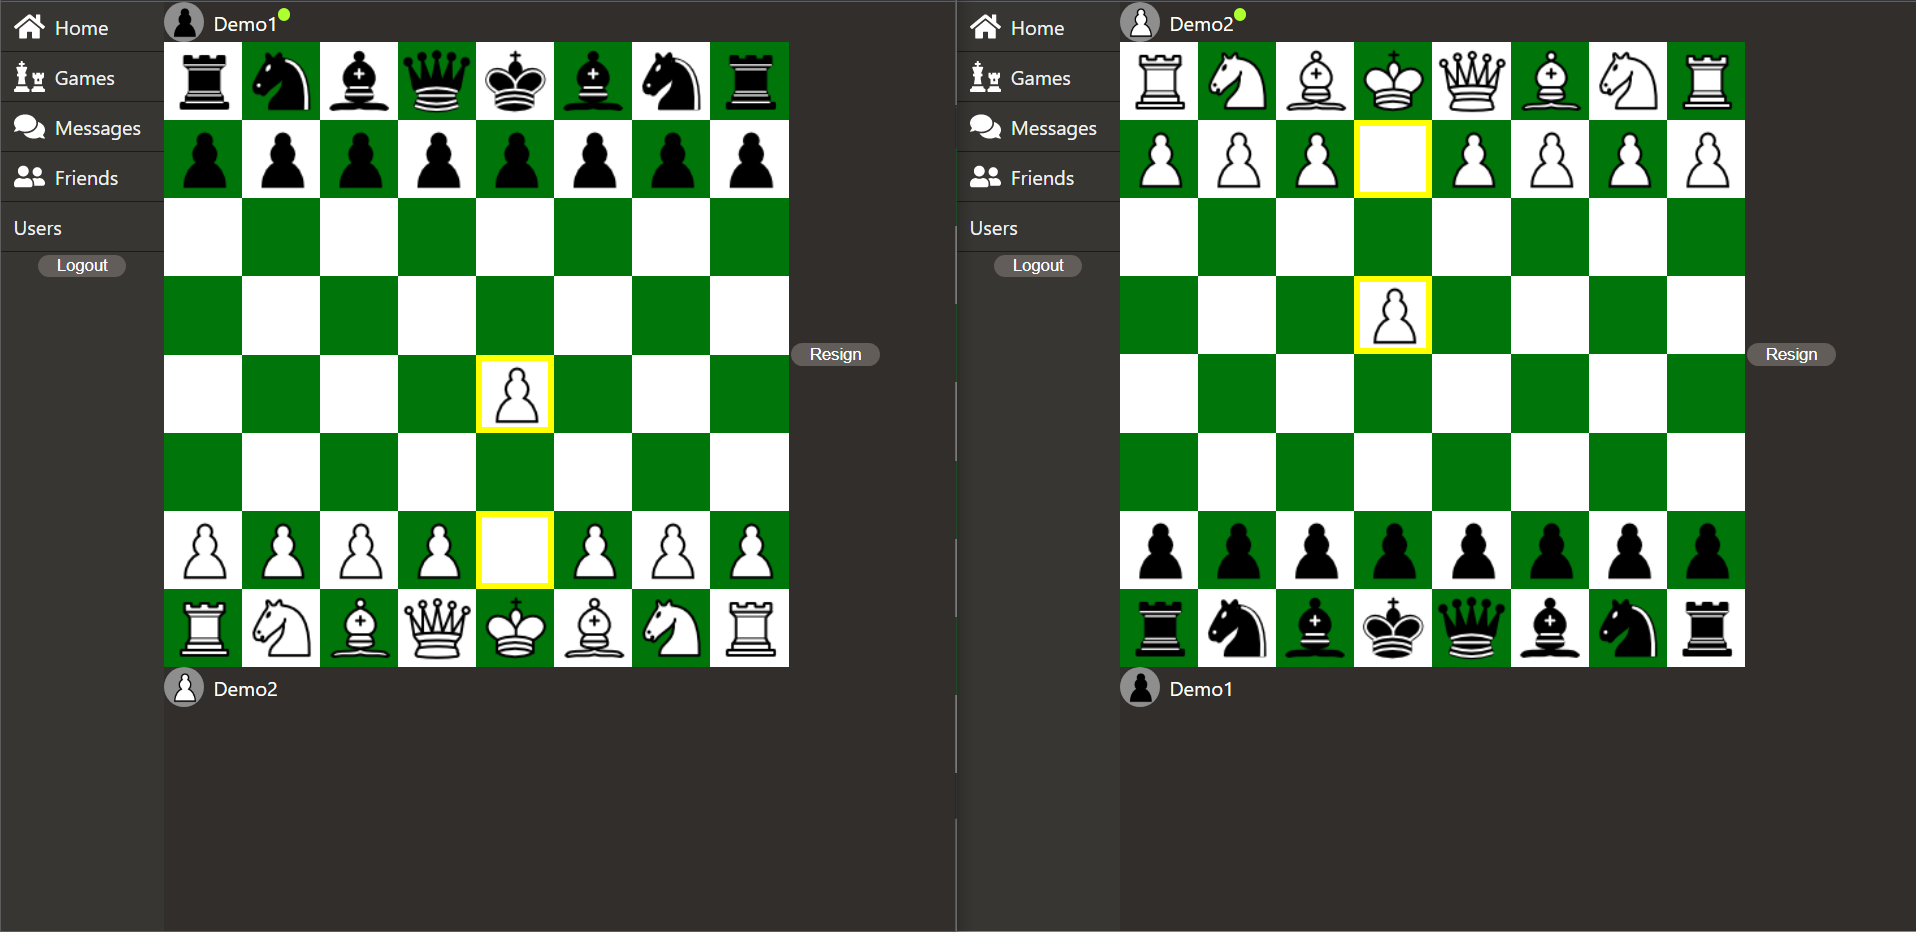 Home
Games
Messages
Friends
Users
Logout
Demo1
Resign
Demo2
Home
Games
Messages
Friends
Users
Logout
Demo2
Resign
Demo1